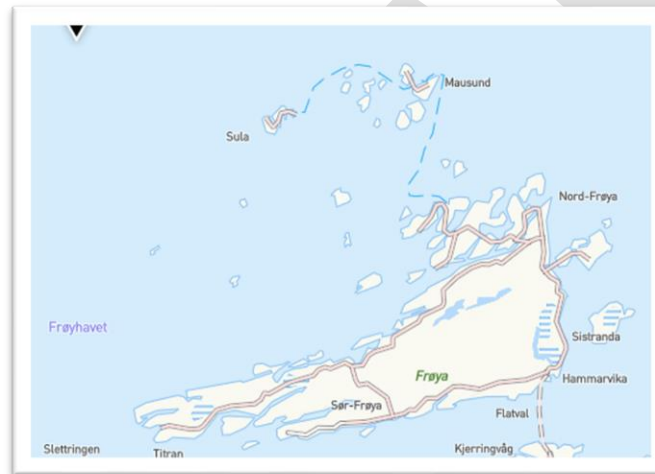 Mausund
Sula
Nord-Frøya
Frøyhavet
Sistranda
Frøya
Hammarvika
Sør-Frøya
Flatval
Slettringen
Titran
Kjerringvåg